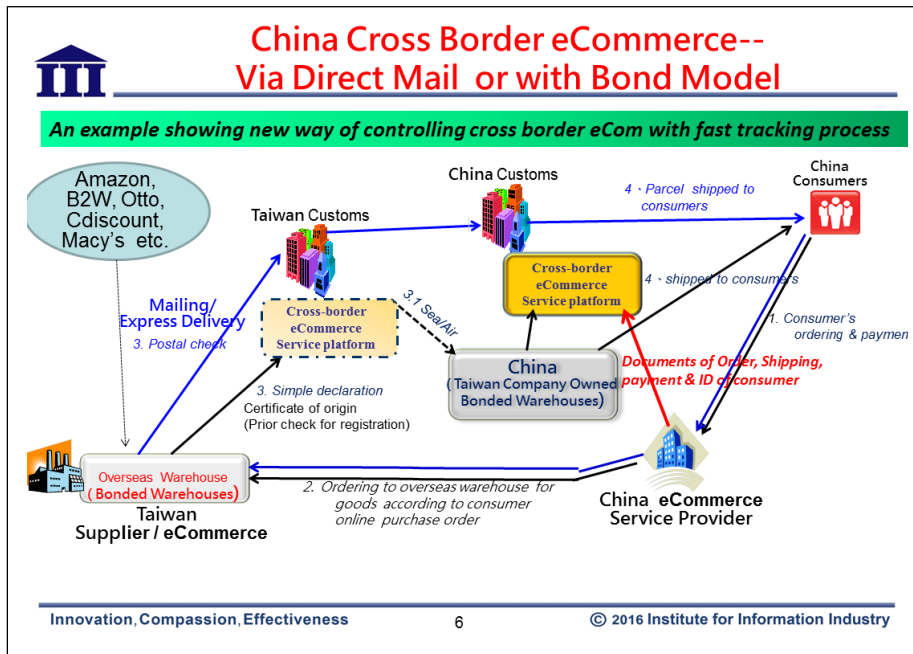 China Cross Border eCommerce--
Via Direct Mail or with Bond Model
An example showing new way of controlling cross border eCom with fast tracking process
Amazon,
B2W, Otto,
Cdiscount,
Macy's etc.
Taiwan Customs
China Customs
4、Parcel shipped to
consumers
China
Consumers
Mailing/
Express Delivery
3. Postal check
Cross-border
eCommerce
Service platform
3.1 Sea/Air
Cross-border
eCommerce
Service platform
4、shipped to consumers
1. Consumer's
ordering & payment
3. Simple declaration
Certificate of origin
(Prior check for registration)
China
( Taiwan Company Owned
Bonded Warehouses)
Documents of Order, Shipping,
payment & ID of consumer
Overseas Warehouse
( Bonded Warehouses)
Taiwan
Supplier / eCommerce
2. Ordering to overseas warehouse for
goods according to consumer
online purchase order
China eCommerce
Service Provider
Innovation, Compassion, Effectiveness
6
© 2016 Institute for Information Industry